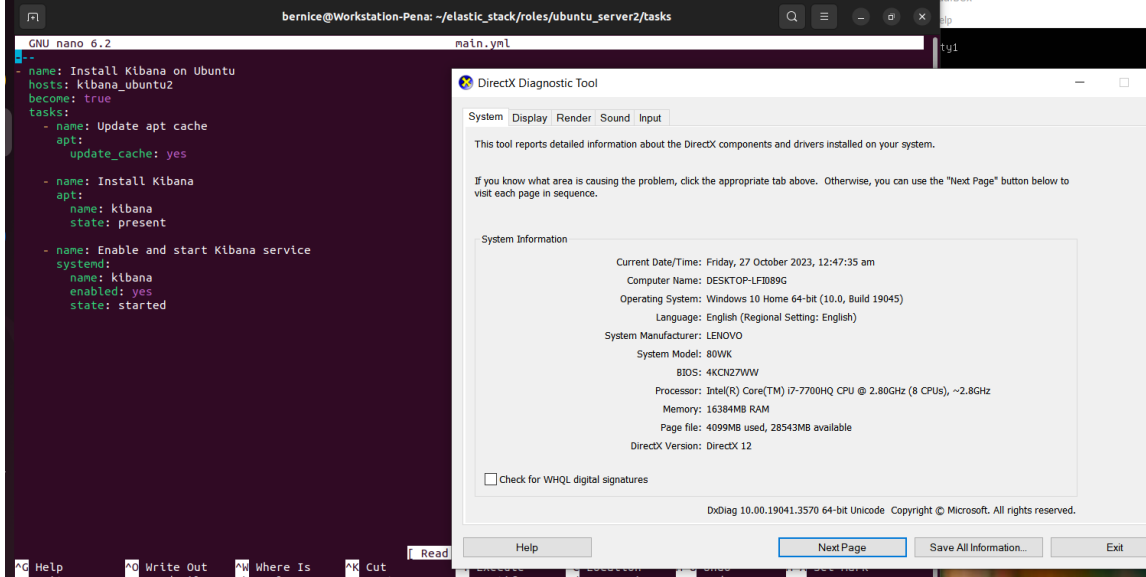 bernice@Workstation-Pena: ~/elastic_stack/roles/ubuntu_server2/tasks
elp
ty1
GNU nano 6.2 main.yml
---
- name: Install Kibana on Ubuntu
hosts: kibana_ubuntu2
become: true
tasks:
- name: Update apt cache
apt:
update_cache: yes
- name: Install Kibana
apt:
name: kibana
state: present
- name: Enable and start Kibana service
systemd:
name: kibana
enabled: yes
state: started
[ Read
^G Help ^O Write Out ^W Where Is ^K Cut
DirectX Diagnostic Tool
System Display Render Sound Input
This tool reports detailed information about the DirectX components and drivers installed on your system.
If you know what area is causing the problem, click the appropriate tab above. Otherwise, you can use the "Next Page" button below to
visit each page in sequence.
System Information
Current Date/Time: Friday, 27 October 2023, 12:47:35 am
Computer Name: DESKTOP-LFI089G
Operating System: Windows 10 Home 64-bit (10.0, Build 19045)
Language: English (Regional Setting: English)
System Manufacturer: LENOVO
System Model: 80WK
BIOS: 4KCN27WW
Processor: Intel(R) Core(TM) i7-7700HQ CPU @ 2.80GHz (8 CPUs), ~2.8GHz
Memory: 16384MB RAM
Page file: 4099MB used, 28543MB available
DirectX Version: DirectX 12
Check for WHQL digital signatures
DxDiag 10.00.19041.3570 64-bit Unicode Copyright © Microsoft. All rights reserved.
Help Next Page Save All Information... Exit